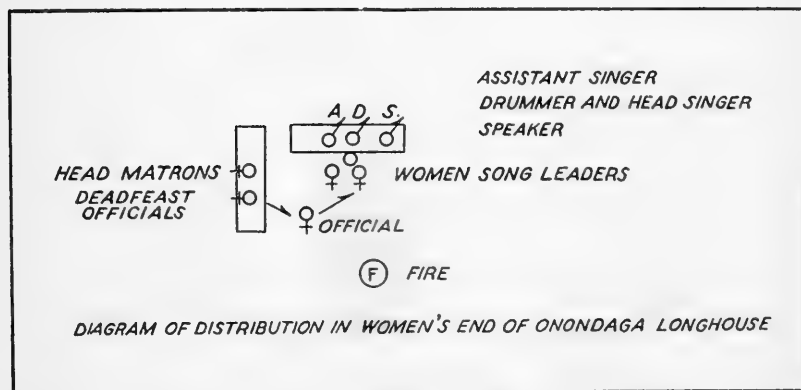 ASSISTANT SINGER
DRUMMER AND HEAD SINGER
SPEAKER
A. D. S.
HEAD MATRONS
DEADFEAST
OFFICIALS
WOMEN SONG LEADERS
OFFICIAL
F FIRE
DIAGRAM OF DISTRIBUTION IN WOMEN'S END OF ONONDAGA LONGHOUSE